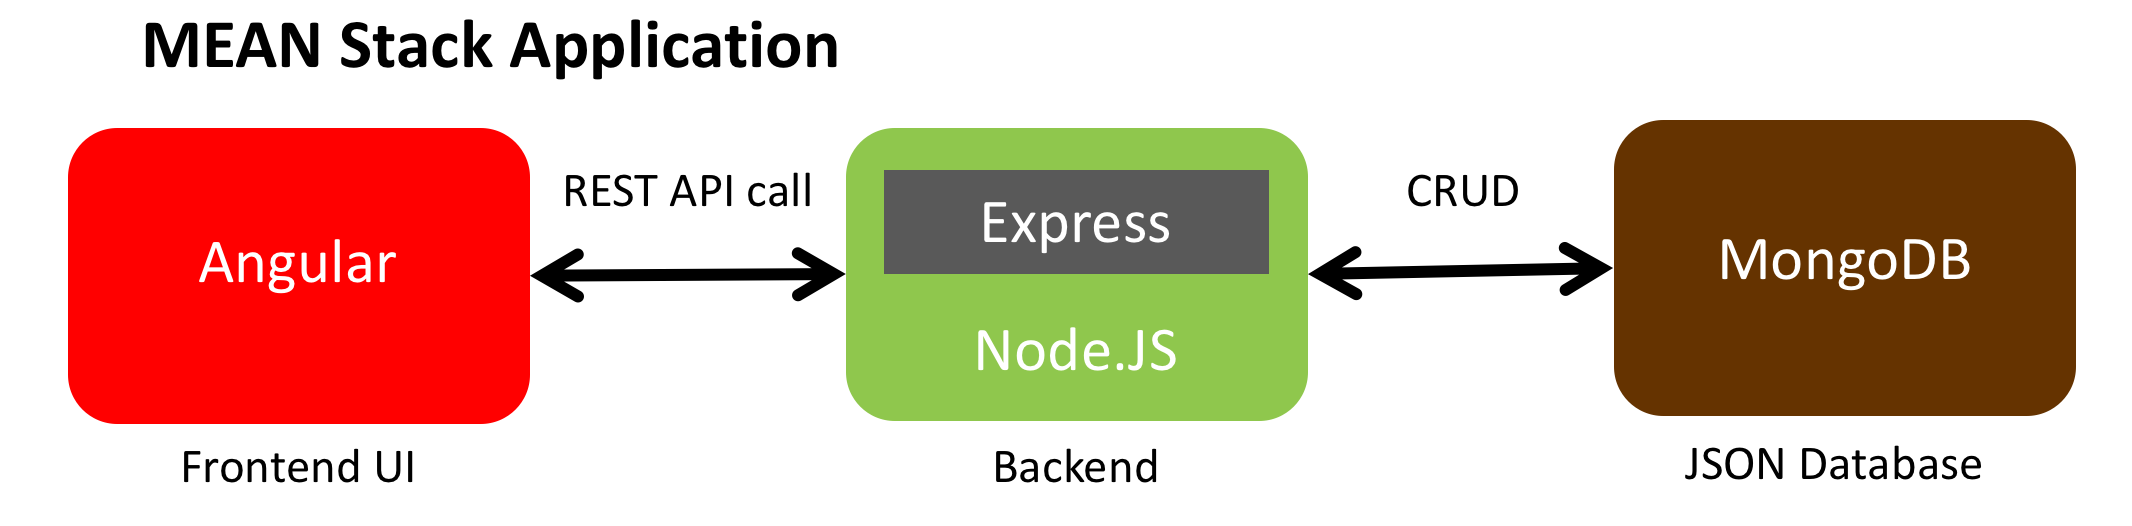 MEAN Stack Application
Angular
REST API call
Express
Node.JS
CRUD
MongoDB
Frontend UI
Backend
JSON Database